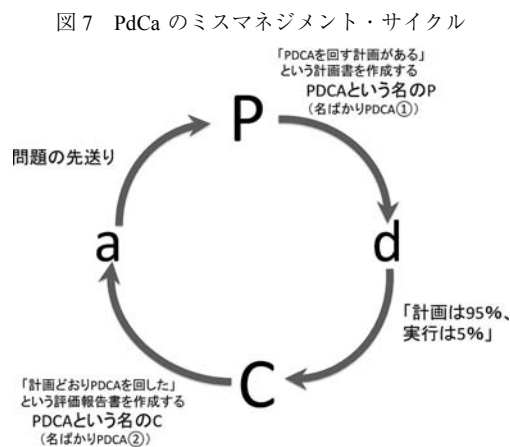 図7 PdCa のミスマネジメント・サイクル
「PDCAを回す計画がある」
という計画書を作成する
PDCAという名のP
(名ばかりPDCA①)
P
問題の先送り
a
d
「計画は95%、
実行は5%」
C
「計画どおりPDCAを回した」
という評価報告書を作成する
PDCAという名のC
(名ばかりPDCA②)